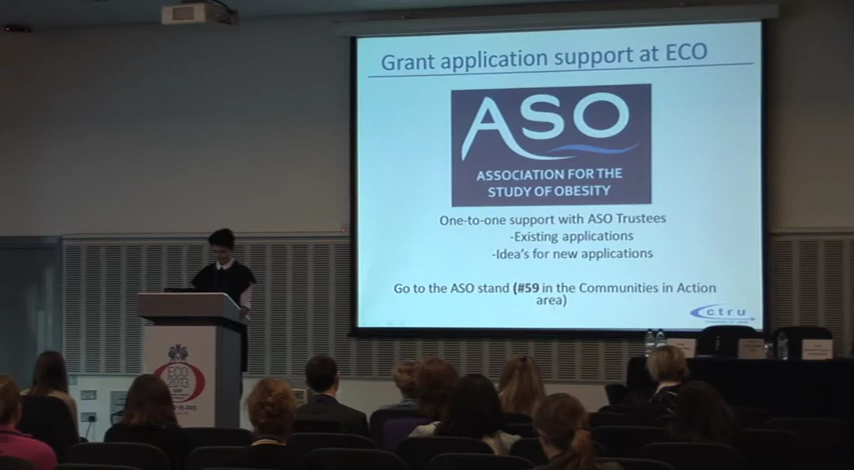 Grant application support at ECO
ASO
ASSOCIATION FOR THE
STUDY OF OBESITY
One-to-one support with ASO Trustees
-Existing applications
-Idea's for new applications
Go to the ASO stand (#59 in the Communities in Action
area)
ctru
ECO
2013